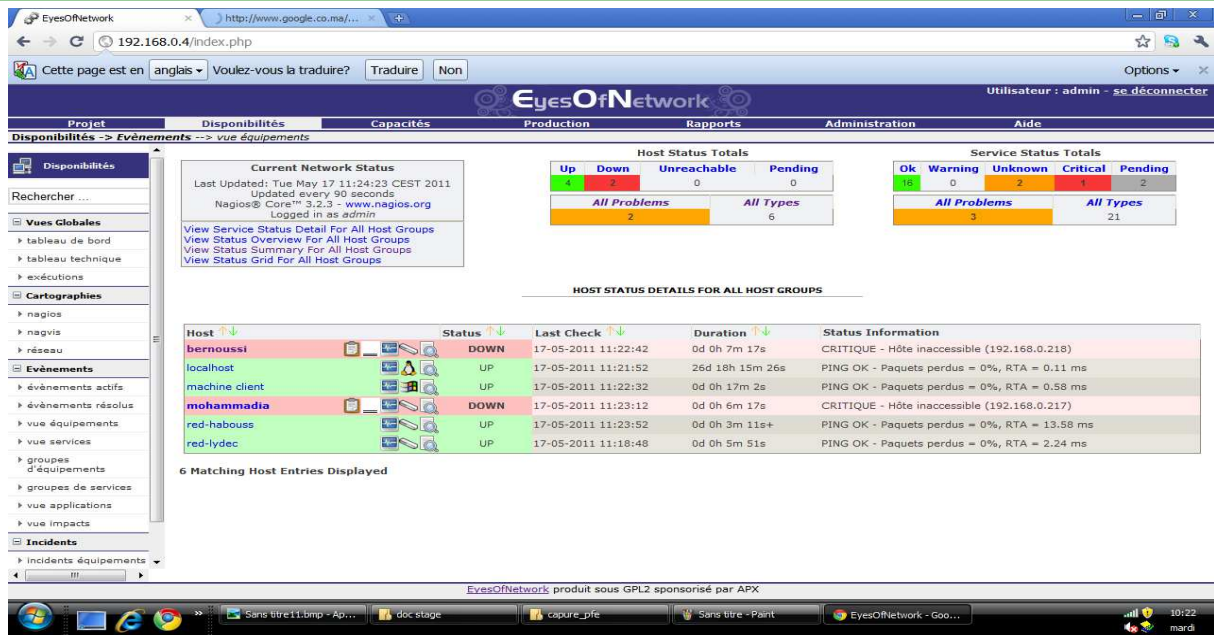 EyesOfNetwork
http://www.google.co.ma/...
192.168.0.4/index.php
Cette page est en anglais Voulez-vous la traduire? Traduire Non Options
EyesOfNetwork
Utilisateur : admin - se déconnecter
Projet Disponibilités Capacités Production Rapports Administration Aide
Disponibilités -> Evènements --> vue équipements
Disponibilités
Rechercher ...
Vues Globales
tableau de bord
tableau technique
exécutions
Cartographies
nagios
nagvis
réseau
Evènements
évènements actifs
évènements résolus
vue équipements
vue services
groupes d'équipements
groupes de services
vue applications
vue impacts
Incidents
incidents équipements
Current Network Status
Last Updated: Tue May 17 11:24:23 CEST 2011
Updated every 90 seconds
Nagios® Core™ 3.2.3 - www.nagios.org
Logged in as admin
View Service Status Detail For All Host Groups
View Status Overview For All Host Groups
View Status Summary For All Host Groups
View Status Grid For All Host Groups
Host Status Totals
Up Down Unreachable Pending
4 2 0 0
All Problems All Types
2 6
Service Status Totals
Ok Warning Unknown Critical Pending
16 0 2 1 2
All Problems All Types
3 21
HOST STATUS DETAILS FOR ALL HOST GROUPS
Host Status Last Check Duration Status Information
bernoussi DOWN 17-05-2011 11:22:42 0d 0h 7m 17s CRITIQUE - Hôte inaccessible (192.168.0.218)
localhost UP 17-05-2011 11:21:52 26d 18h 15m 26s PING OK - Paquets perdus = 0%, RTA = 0.11 ms
machine client UP 17-05-2011 11:22:32 0d 0h 17m 2s PING OK - Paquets perdus = 0%, RTA = 0.58 ms
mohammadia DOWN 17-05-2011 11:23:12 0d 0h 6m 17s CRITIQUE - Hôte inaccessible (192.168.0.217)
red-habouss UP 17-05-2011 11:23:52 0d 0h 3m 11s+ PING OK - Paquets perdus = 0%, RTA = 13.58 ms
red-lydec UP 17-05-2011 11:18:48 0d 0h 5m 51s PING OK - Paquets perdus = 0%, RTA = 2.24 ms
6 Matching Host Entries Displayed
EyesOfNetwork produit sous GPL2 sponsorisé par APX
Sans titre11.bmp - Ap... doc stage capure_pfe Sans titre - Paint EyesOfNetwork - Goo...
10:22
mardi